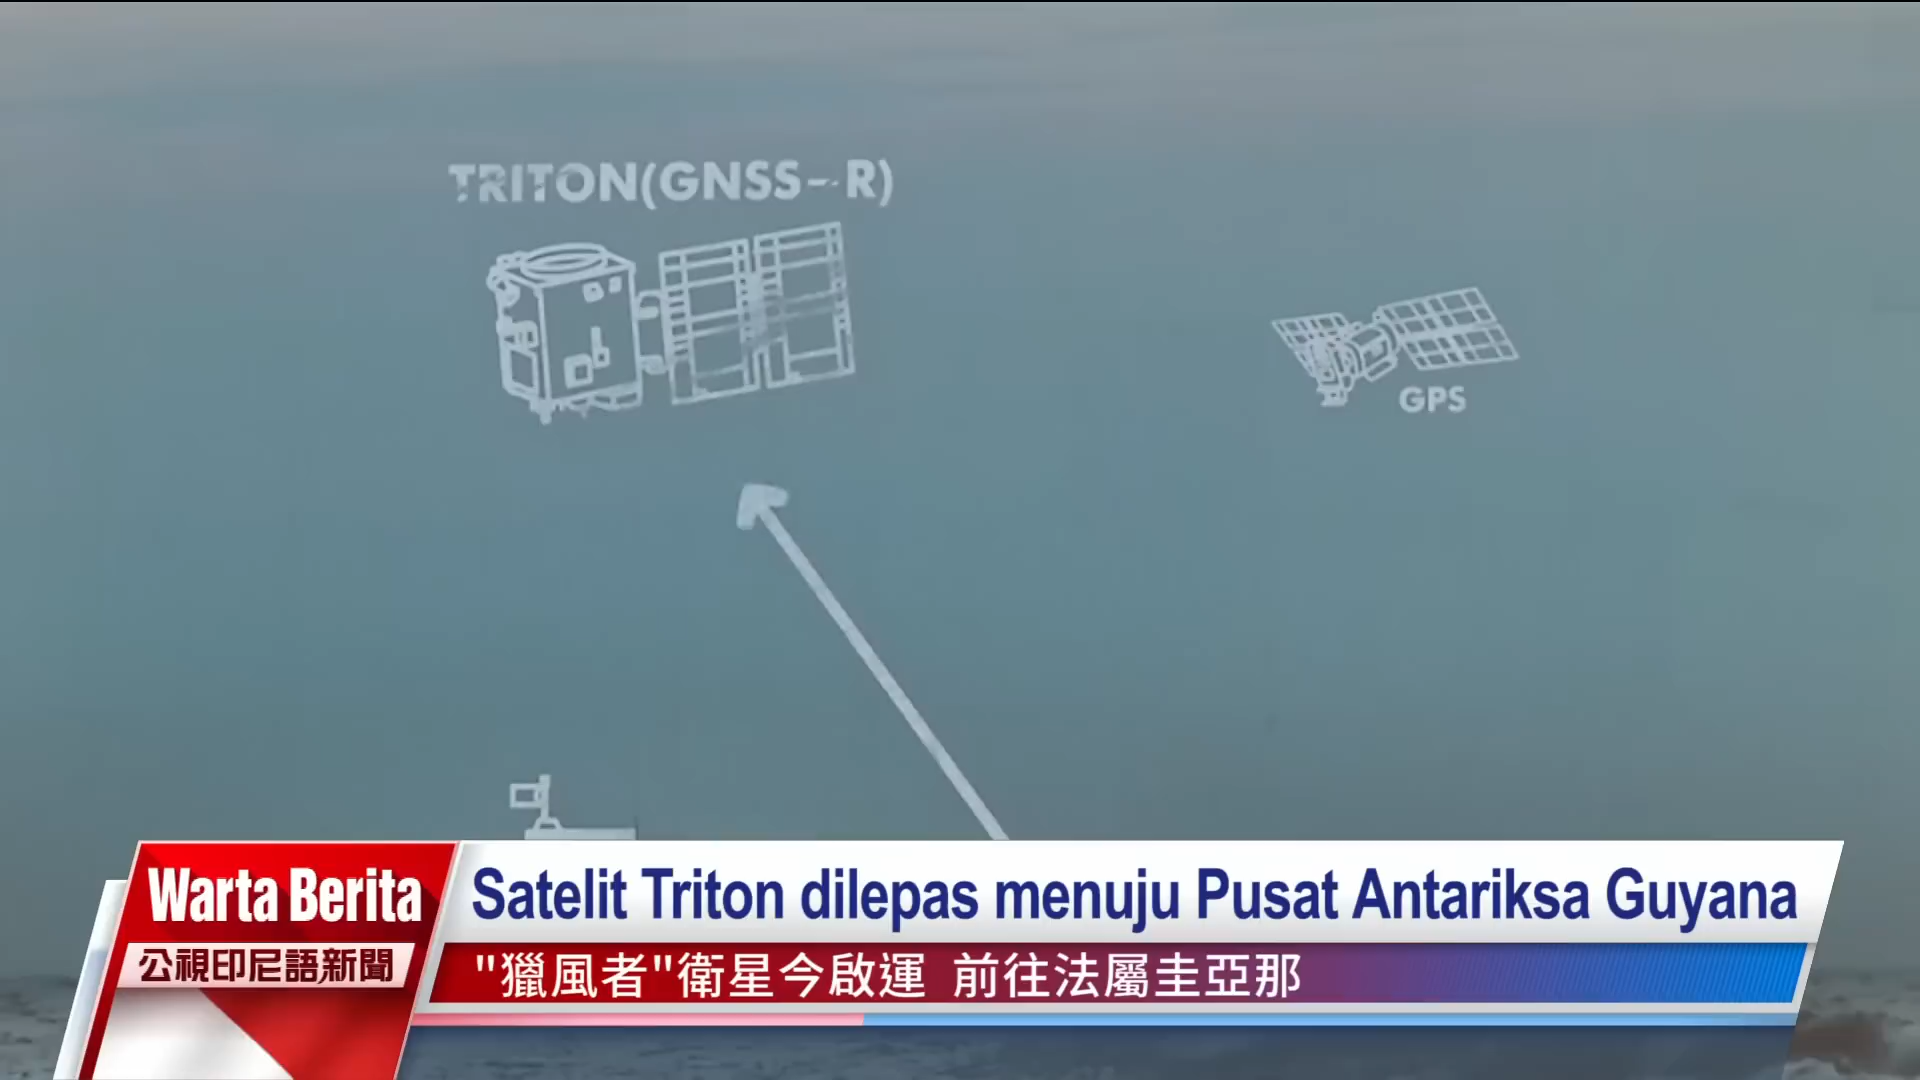 TRITON(GNSS-R)
GPS
Warta Berita
公視印尼語新聞
Satelit Triton dilepas menuju Pusat Antariksa Guyana
"獵風者"衛星今啟運 前往法屬圭亞那